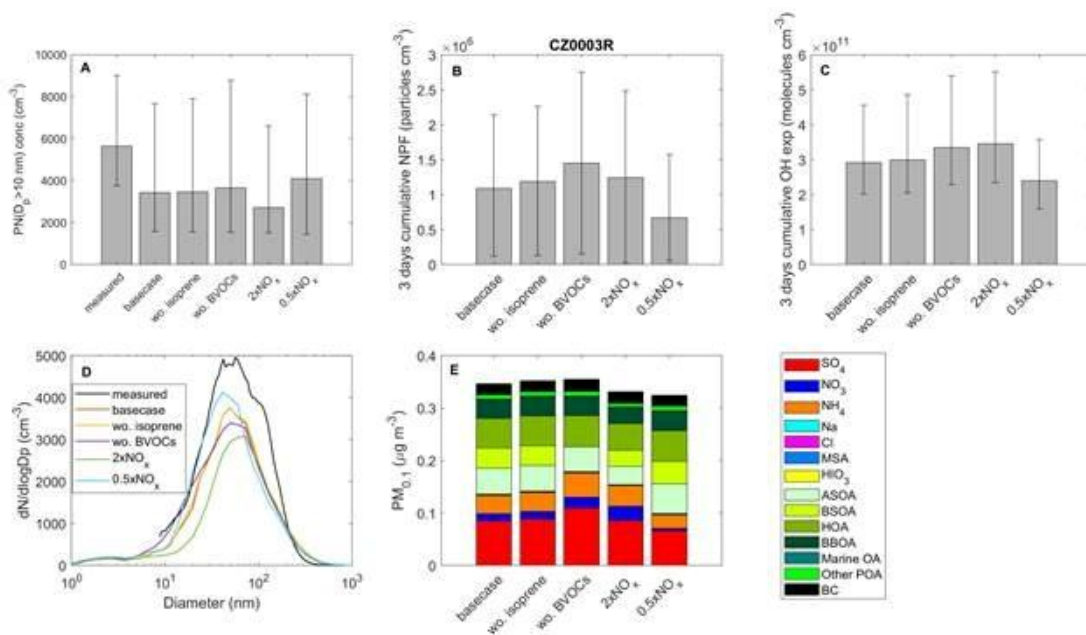 CZ0003R
A
PN(Dp>10 nm) conc (cm-3)
10000
8000
6000
4000
2000
0
measured
basecase
wo. isoprene
wo. BVOCs
2xNOx
0.5xNOx
B
×10^6
3 days cumulative NPF (particles cm-3)
3
2.5
2
1.5
1
0.5
0
basecase
wo. isoprene
wo. BVOCs
2xNOx
0.5xNOx
C
×10^11
3 days cumulative OH exp (molecules cm-3)
6
5
4
3
2
1
0
basecase
wo. isoprene
wo. BVOCs
2xNOx
0.5xNOx
D
dN/dlogDp (cm-3)
5000
4000
3000
2000
1000
0
measured
basecase
wo. isoprene
wo. BVOCs
2xNOx
0.5xNOx
10^0
10^1
10^2
10^3
Diameter (nm)
E
PM0.1 (μg m-3)
0.4
0.3
0.2
0.1
0
basecase
wo. isoprene
wo. BVOCs
2xNOx
0.5xNOx
SO4
NO3
NH4
Na
Cl
MSA
HIO3
ASOA
BSOA
HOA
BBOA
Marine OA
Other POA
BC